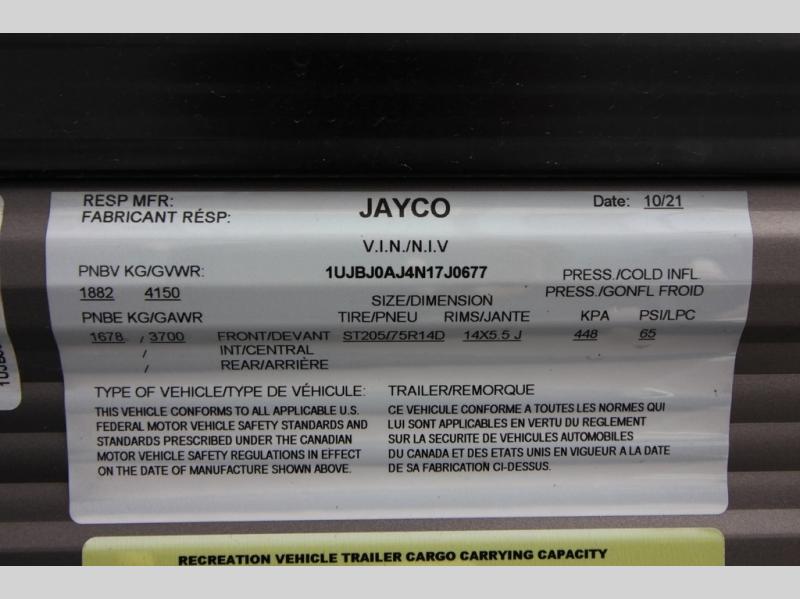 RESP MFR: JAYCO Date: 10/21
FABRICANT RÉSP:
V.I.N./N.I.V
PNBV KG/GVWR: 1UJBJ0AJ4N17J0677 PRESS./COLD INFL
1882 4150 SIZE/DIMENSION PRESS./GONFL FROID
PNBE KG/GAWR TIRE/PNEU RIMS/JANTE KPA PSI/LPC
1678 / 3700 FRONT/DEVANT ST205/75R14D 14X5.5 J 448 65
/ INT/CENTRAL
/ REAR/ARRIÈRE
TYPE OF VEHICLE/TYPE DE VÉHICULE: TRAILER/REMORQUE
THIS VEHICLE CONFORMS TO ALL APPLICABLE U.S.
FEDERAL MOTOR VEHICLE SAFETY STANDARDS AND
STANDARDS PRESCRIBED UNDER THE CANADIAN
MOTOR VEHICLE SAFETY REGULATIONS IN EFFECT
ON THE DATE OF MANUFACTURE SHOWN ABOVE.
CE VEHICULE CONFORME A TOUTES LES NORMES QUI
LUI SONT APPLICABLES EN VERTU DU REGLEMENT
SUR LA SECURITE DE VEHICULES AUTOMOBILES
DU CANADA ET DES ETATS UNIS EN VIGUEUR A LA DATE
DE SA FABRICATION CI-DESSUS.
RECREATION VEHICLE TRAILER CARGO CARRYING CAPACITY